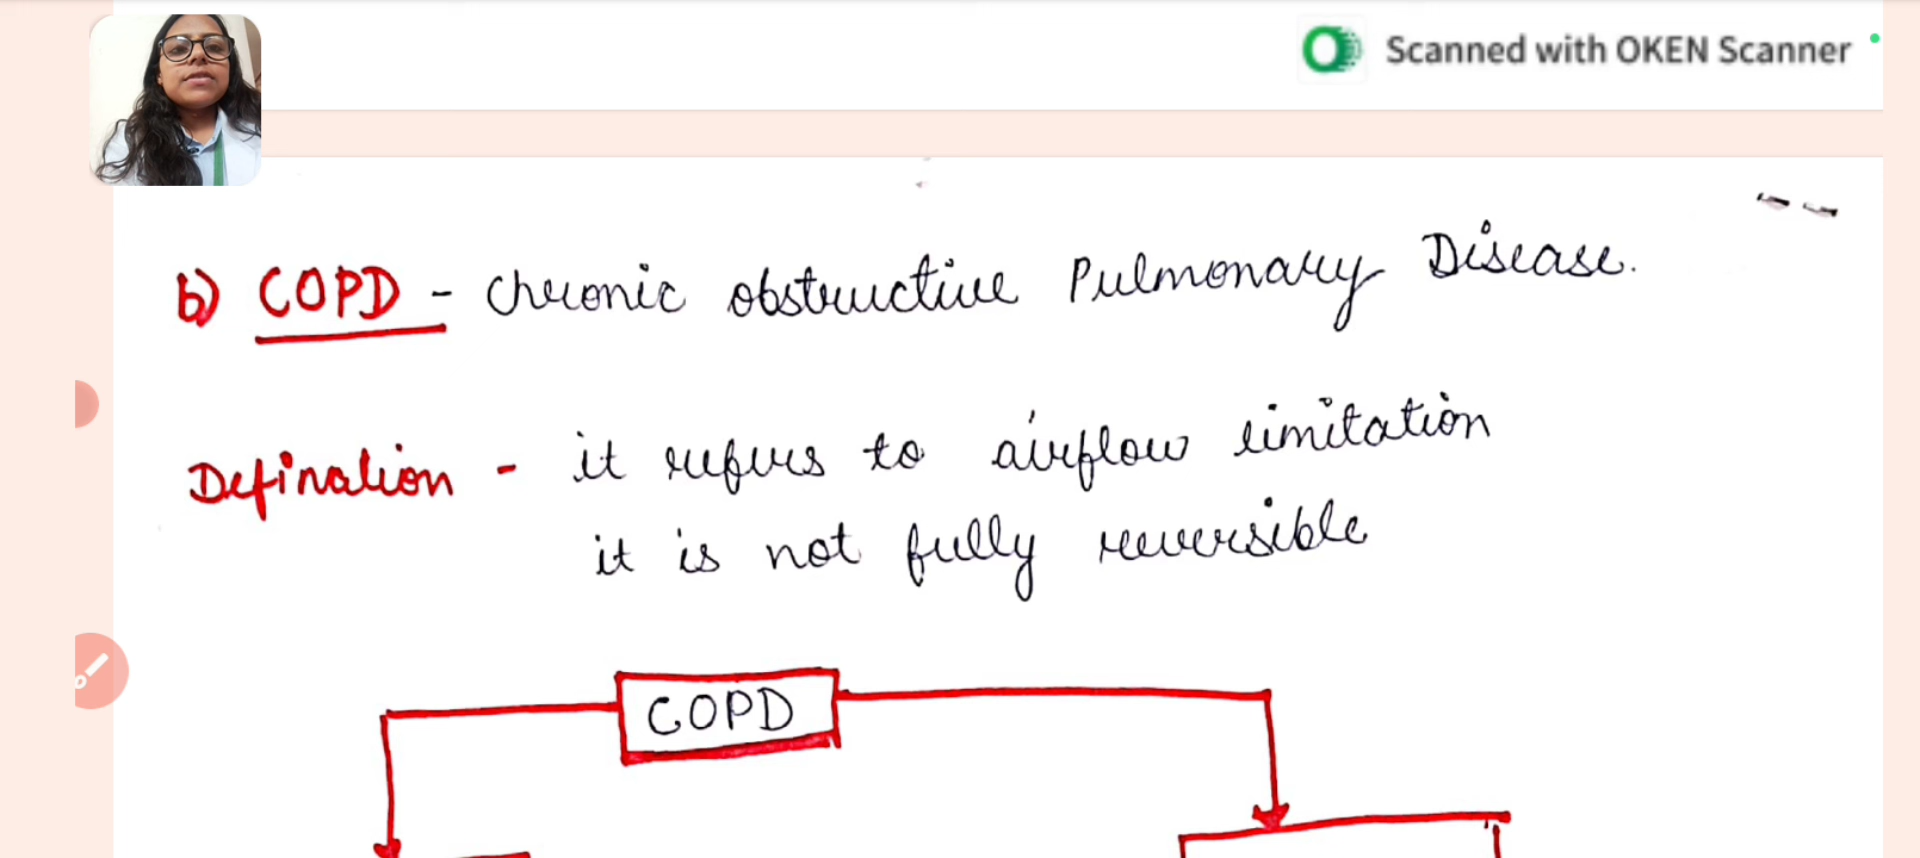 Scanned with OKEN Scanner
b) COPD - Chronic obstructive Pulmonary Disease.
Defination - it refers to airflow limitation
it is not fully reversible
COPD